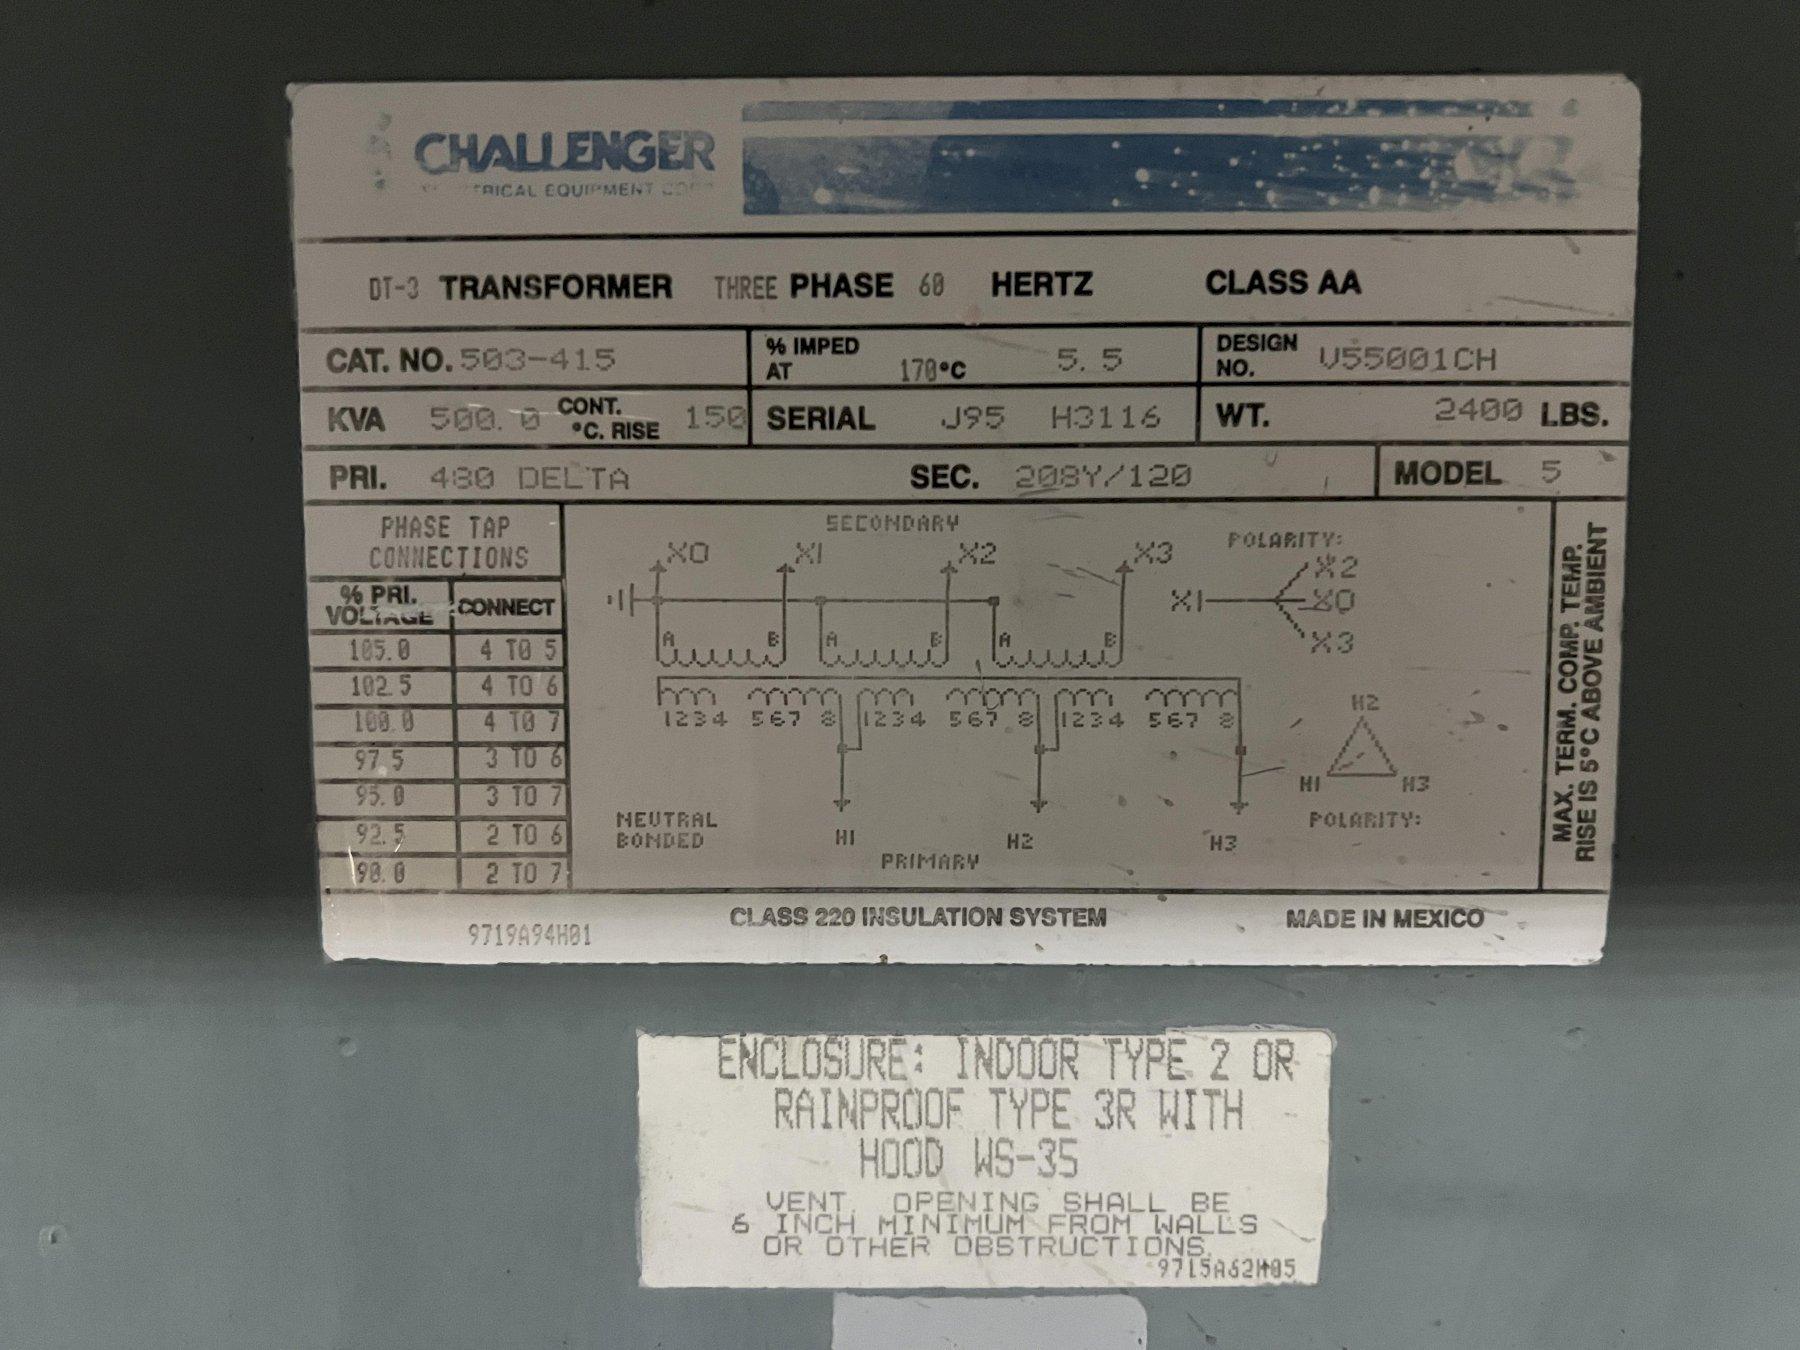 CHALLENGER
EQUIPMENT
DT-3 TRANSFORMER THREE PHASE 60 HERTZ CLASS AA
CAT. NO. 503-415
% IMPED AT 170°C 5.5
DESIGN NO. V55001CH
KVA 500.0 CONT. °C. RISE 150
SERIAL J95 H3116
WT. 2400 LBS.
PRI. 480 DELTA
SEC. 208Y/120
MODEL 5
PHASE TAP
CONNECTIONS
% PRI. VOLTAGE CONNECT
105.0 4 TO 5
102.5 4 TO 6
100.0 4 TO 7
97.5 3 TO 6
95.0 3 TO 7
92.5 2 TO 6
90.0 2 TO 7
SECONDARY
X0 X1 X2 X3
A B A B A B
1234 567 8 1234 567 8 1234 567 8
NEUTRAL
BONDED
H1 H2 H3
PRIMARY
POLARITY:
X2
X1 X0
X3
H2
H1 H3
POLARITY:
MAX. TERM. COMP. TEMP.
RISE IS 5°C ABOVE AMBIENT
9719A94H01
CLASS 220 INSULATION SYSTEM
MADE IN MEXICO
ENCLOSURE: INDOOR TYPE 2 OR
RAINPROOF TYPE 3R WITH
HOOD WS-35
VENT. OPENING SHALL BE
6 INCH MINIMUM FROM WALLS
OR OTHER OBSTRUCTIONS.
9715A62H05